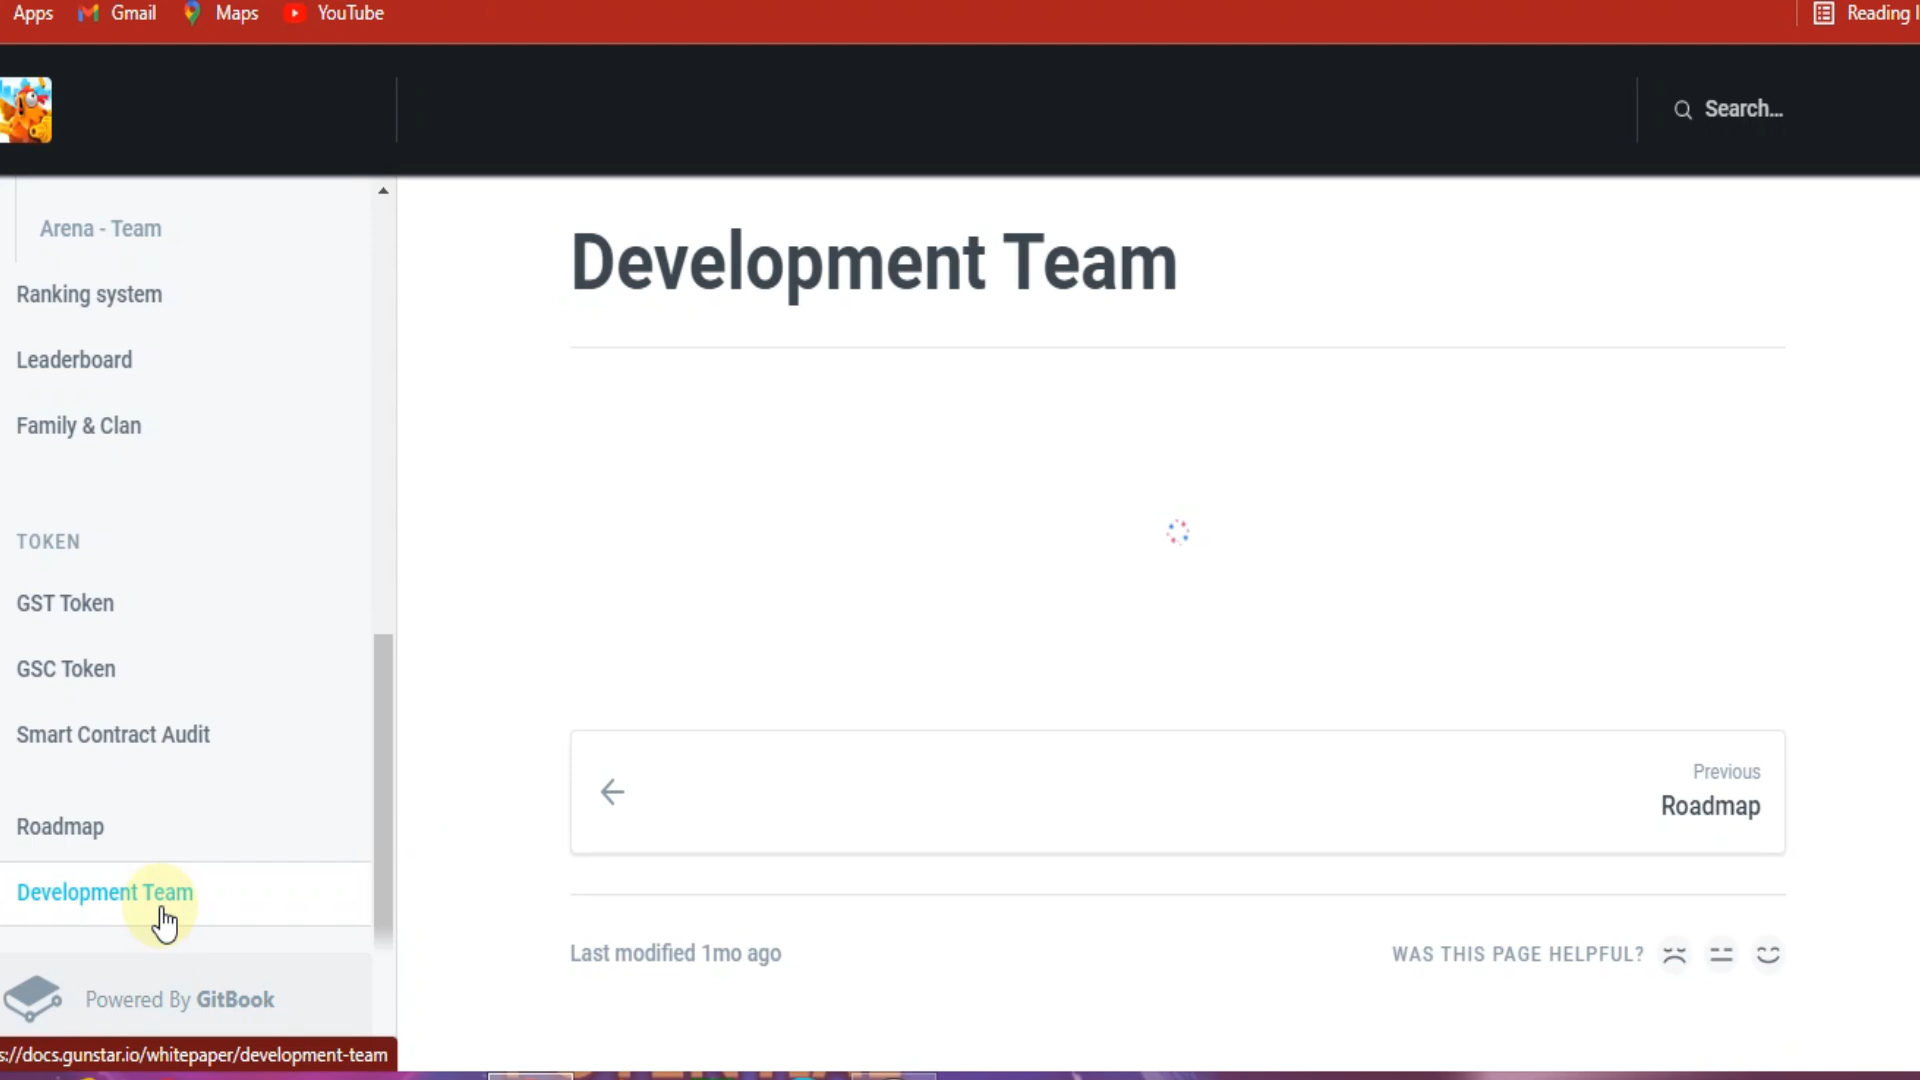 Apps Gmail Maps YouTube
Reading
Search...
Arena - Team
Ranking system
Leaderboard
Family & Clan
TOKEN
GST Token
GSC Token
Smart Contract Audit
Roadmap
Development Team
Powered By GitBook
s://docs.gunstar.io/whitepaper/development-team
Development Team
Previous
Roadmap
Last modified 1mo ago
WAS THIS PAGE HELPFUL?